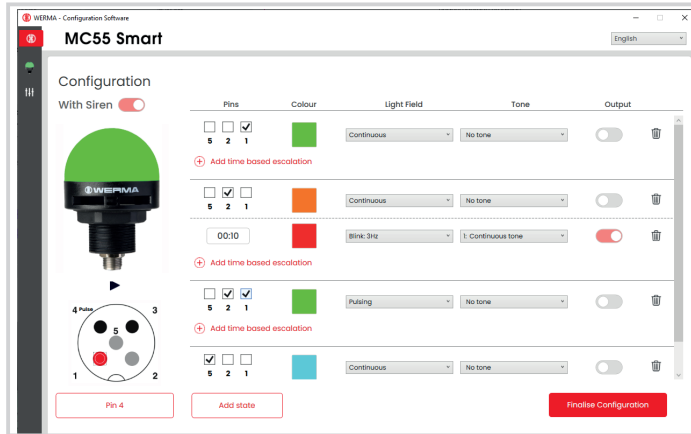 WERMA - Configuration Software
MC55 Smart
English
Configuration
With Siren
Pins Colour Light Field Tone Output
5 2 1
Continuous No tone
Add time based escalation
WERMA
5 2 1
Continuous No tone
00:10
Blink: 3Hz 1: Continuous tone
Add time based escalation
5 2 1
Pulsing No tone
Add time based escalation
4 Pulse 3
5
1 2
5 2 1
Continuous No tone
Pin 4
Add state
Finalise Configuration